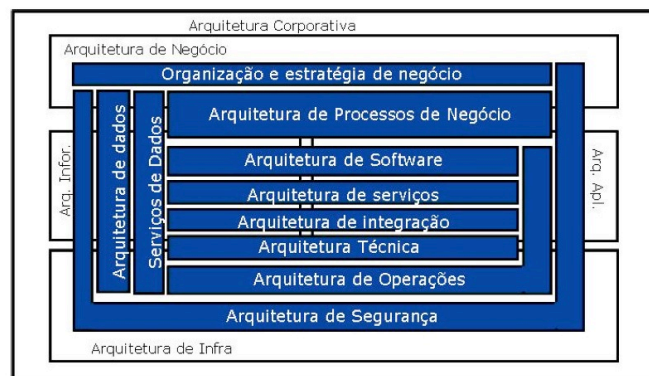 Arquitetura Corporativa
Arquitetura de Negócio
Organização e estratégia de negócio
Arquitetura de Processos de Negócio
Arq. Infor.
Arquitetura de dados
Serviços de Dados
Arquitetura de Software
Arquitetura de serviços
Arquitetura de integração
Arquitetura Técnica
Arquitetura de Operações
Arq. Apl.
Arquitetura de Segurança
Arquitetura de Infra